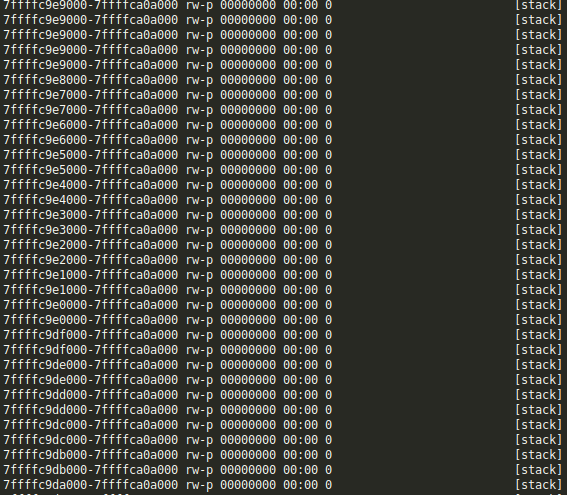 7ffffc9e9000-7ffffca0a000 rw-p 00000000 00:00 0 [stack]
7ffffc9e9000-7ffffca0a000 rw-p 00000000 00:00 0 [stack]
7ffffc9e9000-7ffffca0a000 rw-p 00000000 00:00 0 [stack]
7ffffc9e9000-7ffffca0a000 rw-p 00000000 00:00 0 [stack]
7ffffc9e9000-7ffffca0a000 rw-p 00000000 00:00 0 [stack]
7ffffc9e8000-7ffffca0a000 rw-p 00000000 00:00 0 [stack]
7ffffc9e7000-7ffffca0a000 rw-p 00000000 00:00 0 [stack]
7ffffc9e7000-7ffffca0a000 rw-p 00000000 00:00 0 [stack]
7ffffc9e6000-7ffffca0a000 rw-p 00000000 00:00 0 [stack]
7ffffc9e6000-7ffffca0a000 rw-p 00000000 00:00 0 [stack]
7ffffc9e5000-7ffffca0a000 rw-p 00000000 00:00 0 [stack]
7ffffc9e5000-7ffffca0a000 rw-p 00000000 00:00 0 [stack]
7ffffc9e4000-7ffffca0a000 rw-p 00000000 00:00 0 [stack]
7ffffc9e4000-7ffffca0a000 rw-p 00000000 00:00 0 [stack]
7ffffc9e3000-7ffffca0a000 rw-p 00000000 00:00 0 [stack]
7ffffc9e3000-7ffffca0a000 rw-p 00000000 00:00 0 [stack]
7ffffc9e2000-7ffffca0a000 rw-p 00000000 00:00 0 [stack]
7ffffc9e2000-7ffffca0a000 rw-p 00000000 00:00 0 [stack]
7ffffc9e1000-7ffffca0a000 rw-p 00000000 00:00 0 [stack]
7ffffc9e1000-7ffffca0a000 rw-p 00000000 00:00 0 [stack]
7ffffc9e0000-7ffffca0a000 rw-p 00000000 00:00 0 [stack]
7ffffc9e0000-7ffffca0a000 rw-p 00000000 00:00 0 [stack]
7ffffc9df000-7ffffca0a000 rw-p 00000000 00:00 0 [stack]
7ffffc9df000-7ffffca0a000 rw-p 00000000 00:00 0 [stack]
7ffffc9de000-7ffffca0a000 rw-p 00000000 00:00 0 [stack]
7ffffc9de000-7ffffca0a000 rw-p 00000000 00:00 0 [stack]
7ffffc9dd000-7ffffca0a000 rw-p 00000000 00:00 0 [stack]
7ffffc9dd000-7ffffca0a000 rw-p 00000000 00:00 0 [stack]
7ffffc9dc000-7ffffca0a000 rw-p 00000000 00:00 0 [stack]
7ffffc9dc000-7ffffca0a000 rw-p 00000000 00:00 0 [stack]
7ffffc9db000-7ffffca0a000 rw-p 00000000 00:00 0 [stack]
7ffffc9db000-7ffffca0a000 rw-p 00000000 00:00 0 [stack]
7ffffc9da000-7ffffca0a000 rw-p 00000000 00:00 0 [stack]